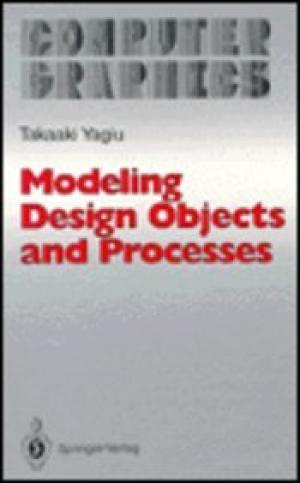 COMPUTER
GRAPHICS
Takaaki Yagiu
Modeling
Design Objects
and Processes
Springer-Verlag